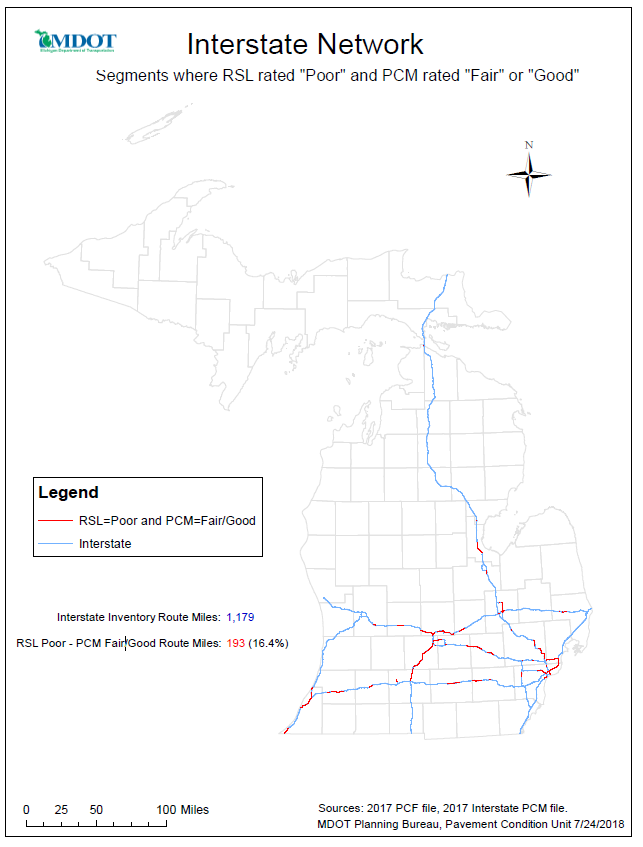 MDOT
Michigan Department of Transportation
Interstate Network
Segments where RSL rated "Poor" and PCM rated "Fair" or "Good"
N
Legend
RSL=Poor and PCM=Fair/Good
Interstate
Interstate Inventory Route Miles: 1,179
RSL Poor - PCM Fair/Good Route Miles: 193 (16.4%)
0 25 50 100 Miles
Sources: 2017 PCF file, 2017 Interstate PCM file.
MDOT Planning Bureau, Pavement Condition Unit 7/24/2018